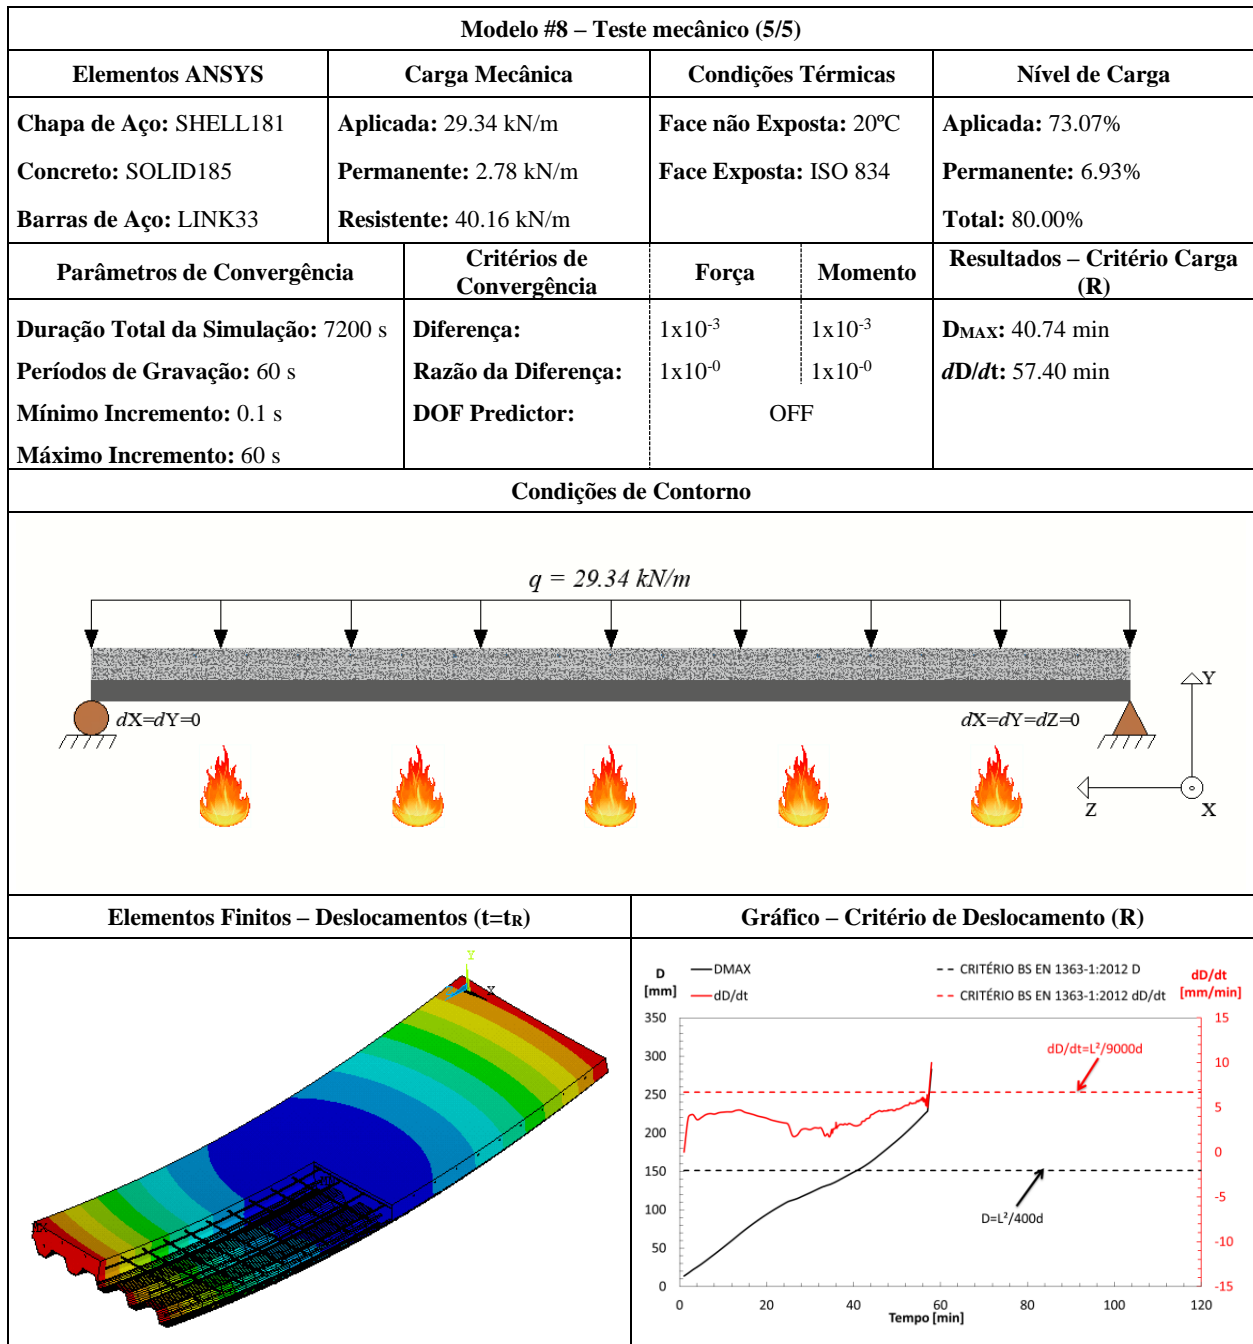 Modelo #8 – Teste mecânico (5/5)
Elementos ANSYS
Carga Mecânica
Condições Térmicas
Nível de Carga
Chapa de Aço: SHELL181
Concreto: SOLID185
Barras de Aço: LINK33
Aplicada: 29.34 kN/m
Permanente: 2.78 kN/m
Resistente: 40.16 kN/m
Face não Exposta: 20ºC
Face Exposta: ISO 834
Aplicada: 73.07%
Permanente: 6.93%
Total: 80.00%
Parâmetros de Convergência
Critérios de
Convergência
Força
Momento
Resultados – Critério Carga
(R)
Duração Total da Simulação: 7200 s
Períodos de Gravação: 60 s
Mínimo Incremento: 0.1 s
Máximo Incremento: 60 s
Diferença: 1x10⁻³ 1x10⁻³
Razão da Diferença: 1x10⁻⁰ 1x10⁻⁰
DOF Predictor: OFF
DMAX: 40.74 min
dD/dt: 57.40 min
Condições de Contorno
q = 29.34 kN/m
dX=dY=0
dX=dY=dZ=0
Y
Z
X
Elementos Finitos – Deslocamentos (t=tR)
Gráfico – Critério de Deslocamento (R)
Y
X
D
[mm]
DMAX
dD/dt
CRITÉRIO BS EN 1363-1:2012 D
CRITÉRIO BS EN 1363-1:2012 dD/dt
dD/dt
[mm/min]
350
300
250
200
150
100
50
0
15
10
5
0
-5
-10
-15
dD/dt=L²/9000d
D=L²/400d
0 20 40 60 80 100 120
Tempo [min]